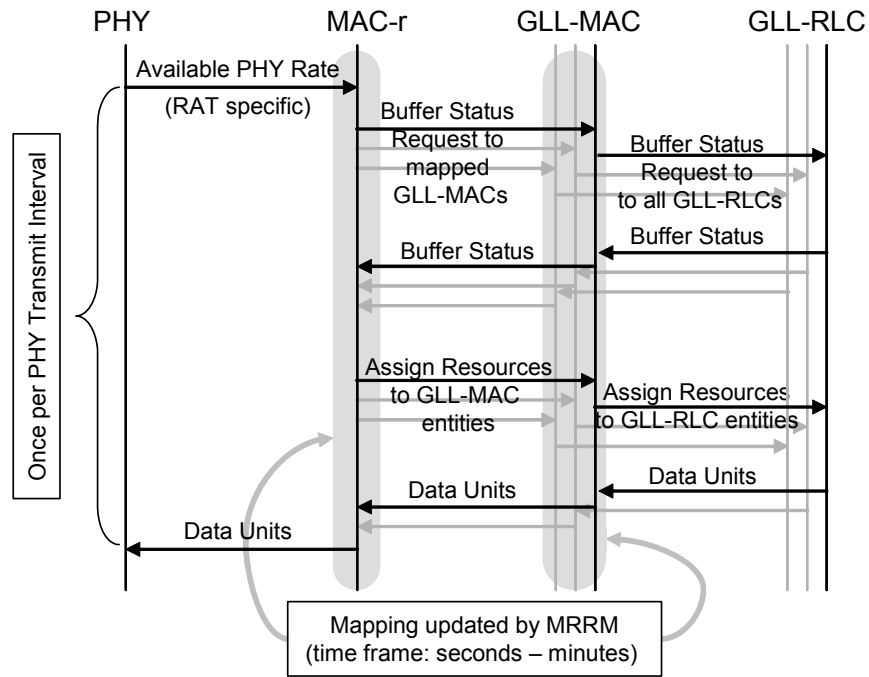 PHY
MAC-r
GLL-MAC
GLL-RLC
Available PHY Rate
(RAT specific)
Buffer Status
Request to
mapped
GLL-MACs
Buffer Status
Request to
to all GLL-RLCs
Buffer Status
Buffer Status
Once per PHY Transmit Interval
Assign Resources
to GLL-MAC
entities
Assign Resources
to GLL-RLC entities
Data Units
Data Units
Data Units
Mapping updated by MRRM
(time frame: seconds – minutes)